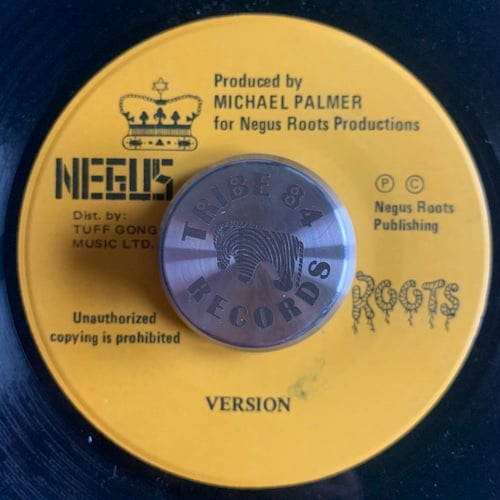 Produced by
MICHAEL PALMER
for Negus Roots Productions
NEGUS
Dist. by:
TUFF GONG
MUSIC LTD.
TRIBE 84
RECORDS
Ⓟ Ⓒ
Negus Roots
Publishing
ROOTS
Unauthorized
copying is prohibited
VERSION